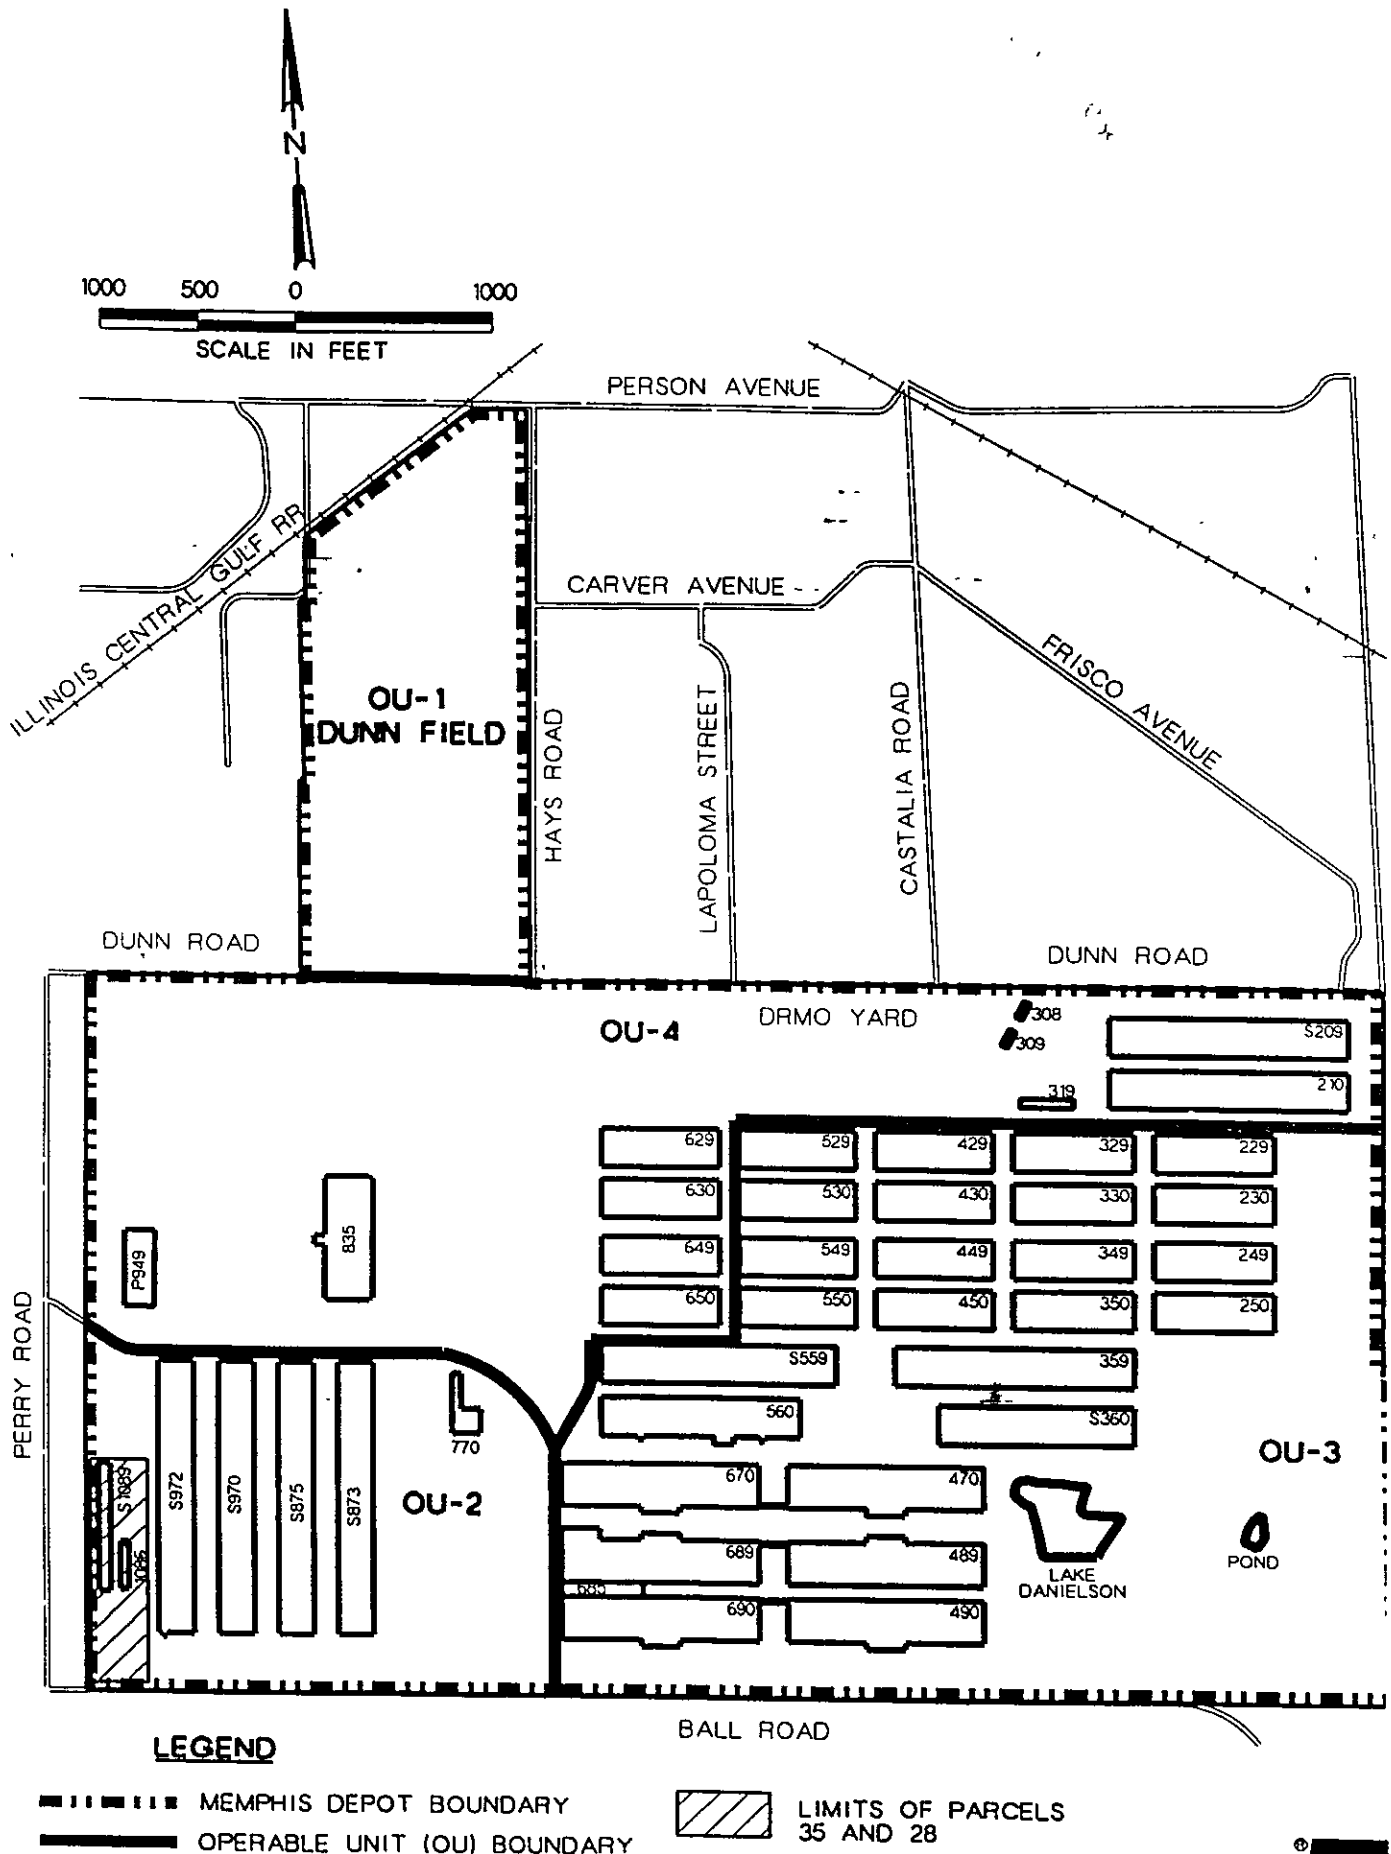 N
1000 500 0 1000
SCALE IN FEET
PERSON AVENUE
ILLINOIS CENTRAL GULF RR
CARVER AVENUE
FRISCO AVENUE
OU-1
DUNN FIELD
HAYS ROAD
LAPOLOMA STREET
CASTALIA ROAD
DUNN ROAD
DUNN ROAD
OU-4
DRMO YARD
308
309
S209
319
210
629
529
429
329
229
630
530
430
330
230
P949
835
649
549
449
349
249
650
550
450
350
250
PERRY ROAD
S559
359
560
S360
770
OU-3
S1089
1086
S972
S970
S875
S873
OU-2
670
470
689
489
LAKE
DANIELSON
POND
685
690
490
BALL ROAD
LEGEND
MEMPHIS DEPOT BOUNDARY
OPERABLE UNIT (OU) BOUNDARY
LIMITS OF PARCELS
35 AND 28